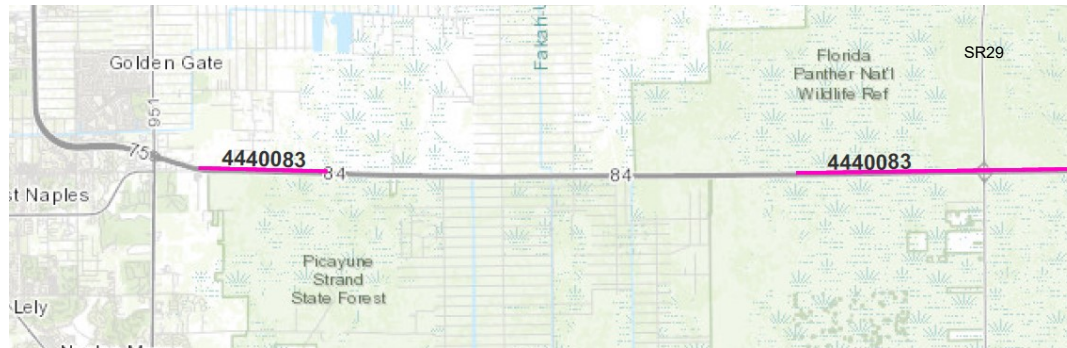 Golden Gate
951
75
Fakah
SR29
Florida
Panther Nat'l
Wildlife Ref
4440083
84
84
4440083
st Naples
Picayune
Strand
State Forest
Lely